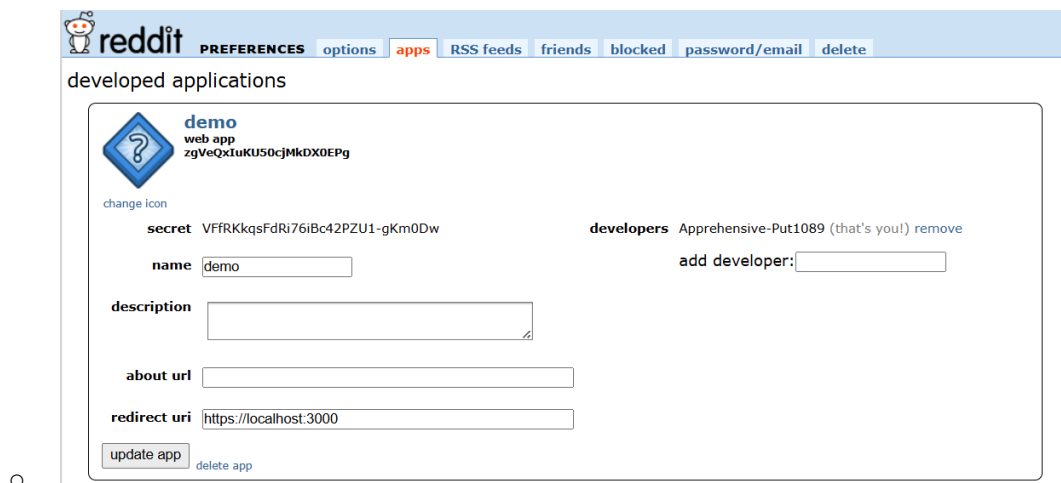 reddit PREFERENCES options apps RSS feeds friends blocked password/email delete
developed applications
demo
web app
zgVeQxIuKU50cjMkDX0EPg
?
change icon
secret VFfRKkqsFdRi76iBc42PZU1-gKm0Dw
developers Apprehensive-Put1089 (that's you!) remove
name demo
add developer:
description
about url
redirect uri https://localhost:3000
update app delete app